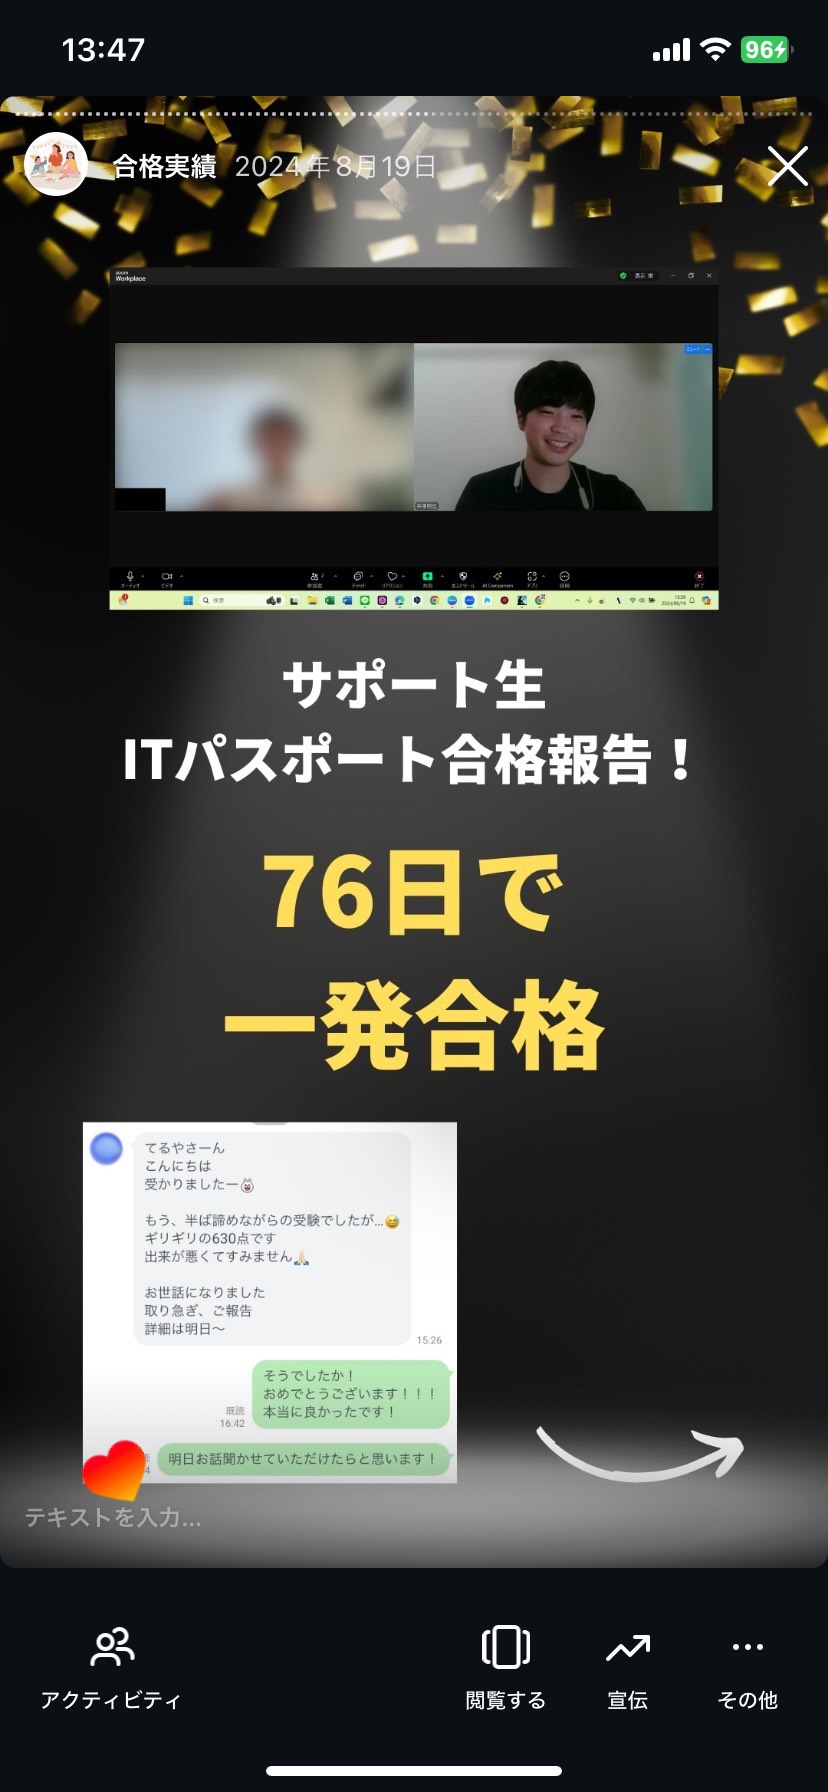 13:47
96
合格実績 2024年8月19日
zoom
Workplace
表示
サポート生
ITパスポート合格報告！
76日で
一発合格
てるやさーん
こんにちは
受かりましたー
もう、半ば諦めながらの受験でしたが…😅
ギリギリの630点です
出来が悪くてすみません🙏🏻
お世話になりました
取り急ぎ、ご報告
詳細は明日〜
15:26
そうでしたか！
おめでとうございます！！！
本当に良かったです！
既読
16:42
明日お話聞かせていただけたらと思います！
テキストを入力...
アクティビティ
閲覧する
宣伝
その他